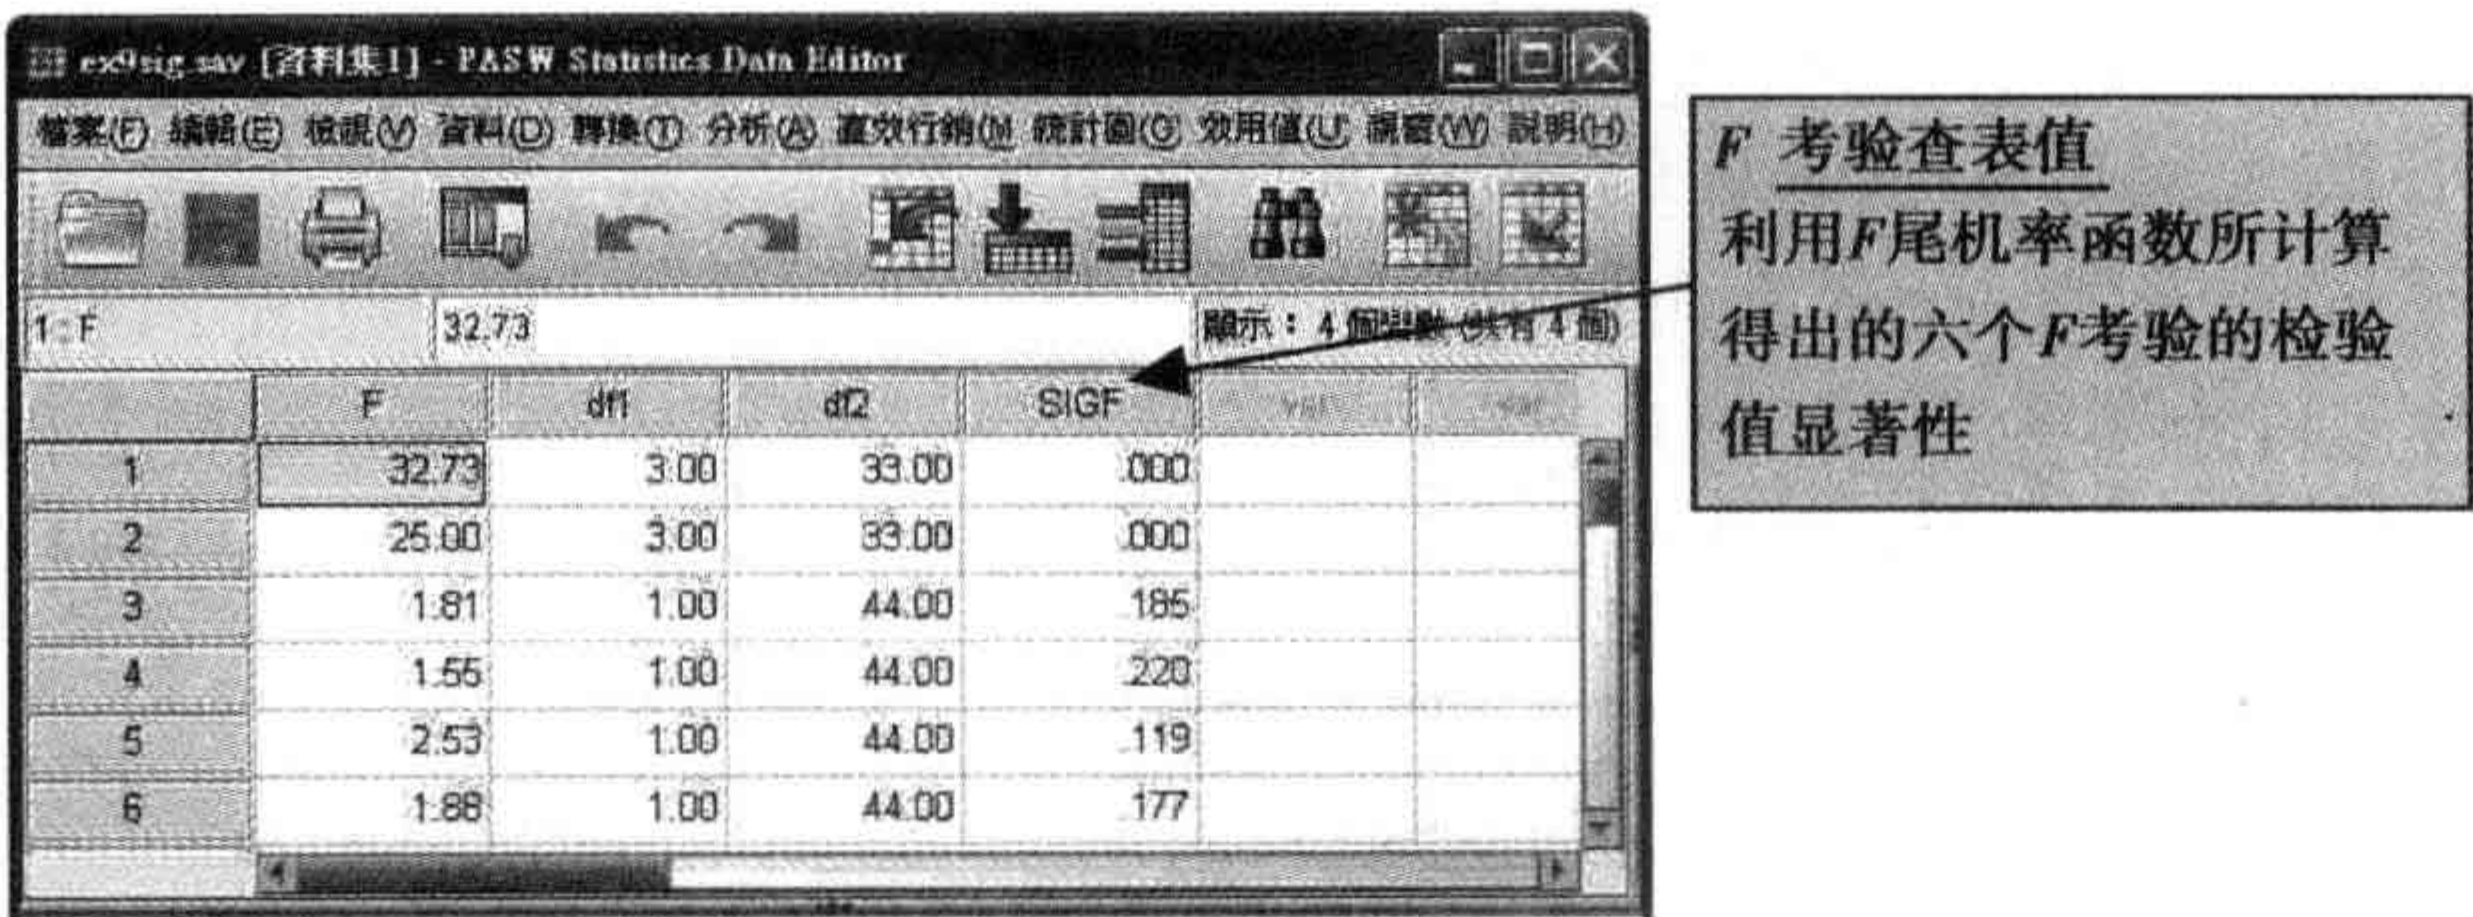 ex9sig.sav [資料集1] - PASW Statistics Data Editor
檔案(F) 編輯(E) 檢視(V) 資料(D) 轉換(T) 分析(A) 直效行銷(M 統計圖(G) 效用值(U) 視窗(W) 說明(H)
1 : F 32.73 顯示： 4 個變數 (共有 4 個)
F df1 df2 SIGF var var
1 32.73 3.00 33.00 .000
2 25.00 3.00 33.00 .000
3 1.81 1.00 44.00 .185
4 1.55 1.00 44.00 .220
5 2.53 1.00 44.00 .119
6 1.88 1.00 44.00 .177
F 考验查表值
利用F尾机率函数所计算
得出的六个F考验的检验
值显著性